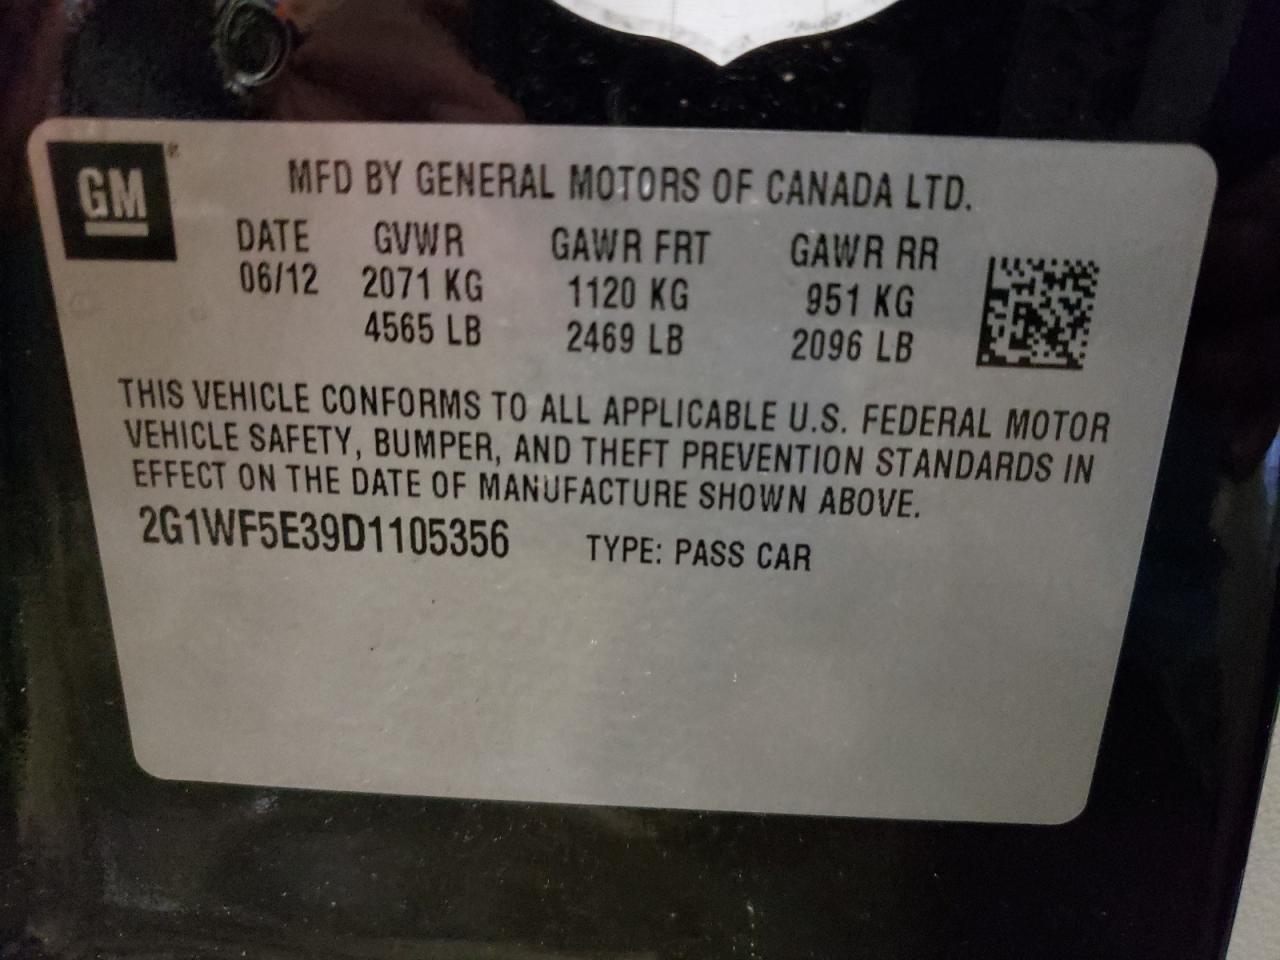 GM ®
MFD BY GENERAL MOTORS OF CANADA LTD.
DATE GVWR GAWR FRT GAWR RR
06/12 2071 KG 1120 KG 951 KG
4565 LB 2469 LB 2096 LB
THIS VEHICLE CONFORMS TO ALL APPLICABLE U.S. FEDERAL MOTOR
VEHICLE SAFETY, BUMPER, AND THEFT PREVENTION STANDARDS IN
EFFECT ON THE DATE OF MANUFACTURE SHOWN ABOVE.
2G1WF5E39D1105356 TYPE: PASS CAR